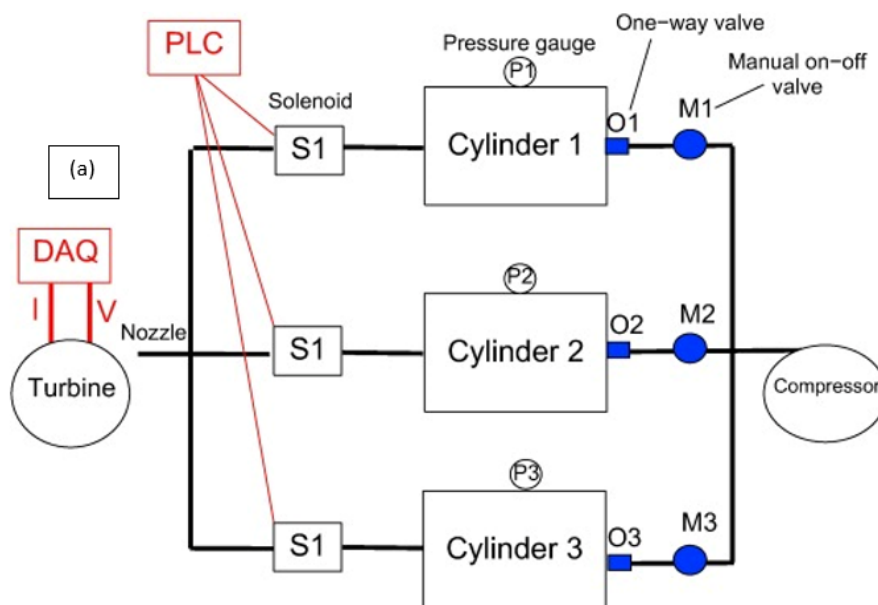 PLC
Pressure gauge
One-way valve
P1
Manual on-off
valve
Solenoid
S1
Cylinder 1
O1
M1
(a)
DAQ
I
V
Nozzle
Turbine
P2
S1
Cylinder 2
O2
M2
Compressor
P3
S1
Cylinder 3
O3
M3